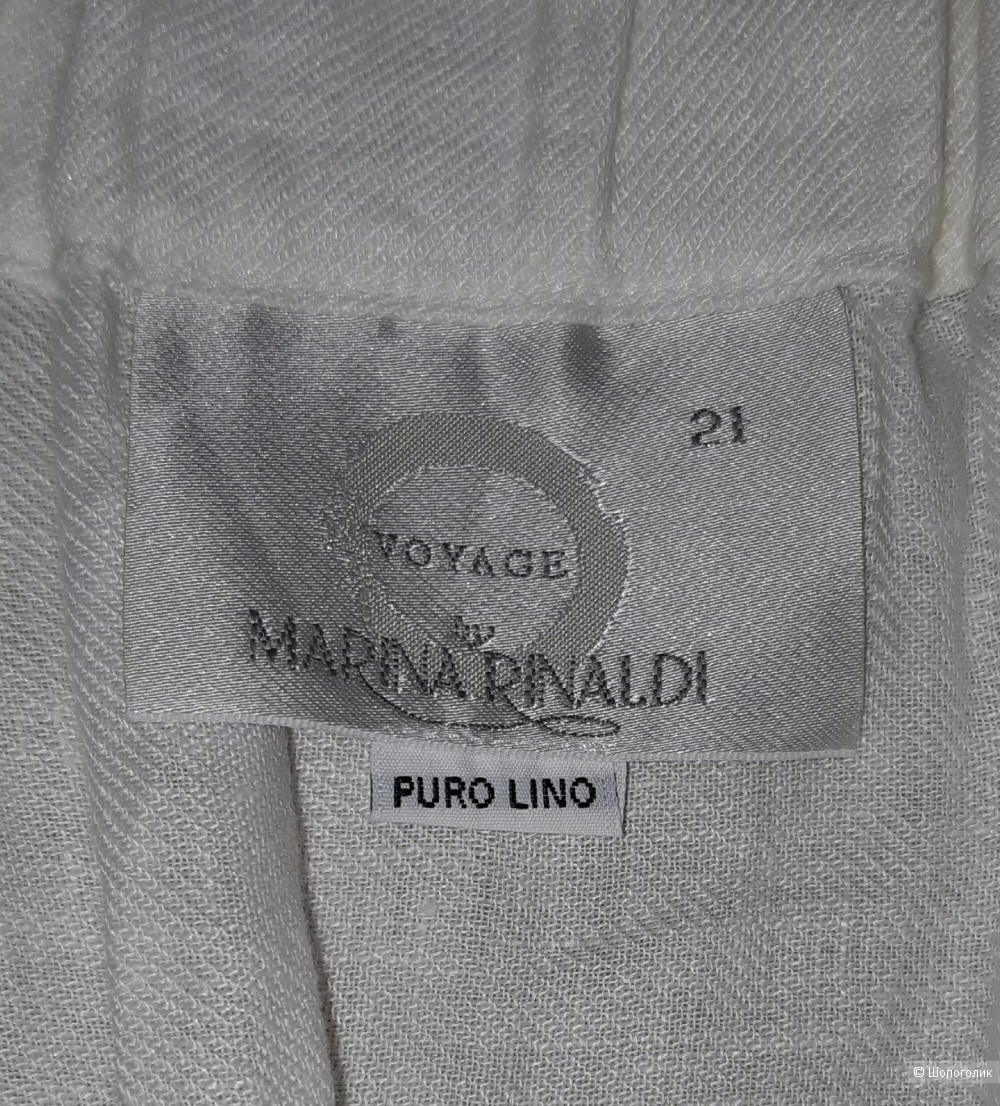 21
VOYAGE
by
MARINA RINALDI
PURO LINO
© Шопоголик